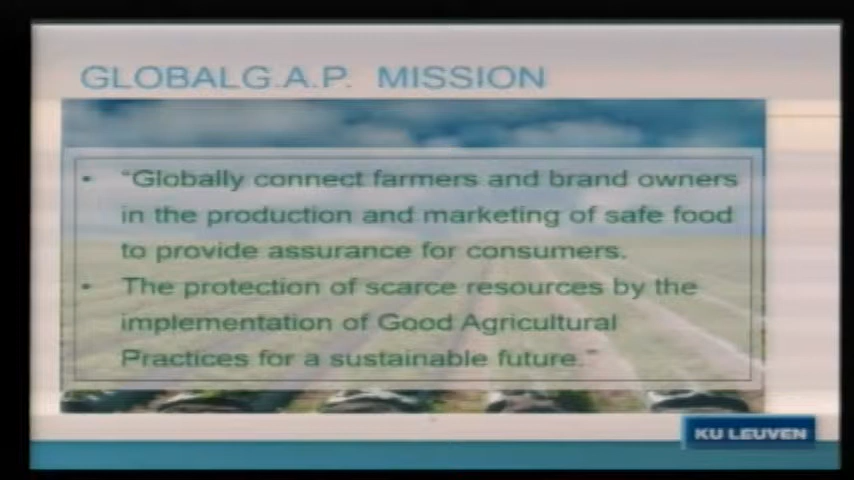 GLOBALG.A.P. MISSION
• "Globally connect farmers and brand owners
in the production and marketing of safe food
to provide assurance for consumers.
• The protection of scarce resources by the
implementation of Good Agricultural
Practices for a sustainable future."
KU LEUVEN